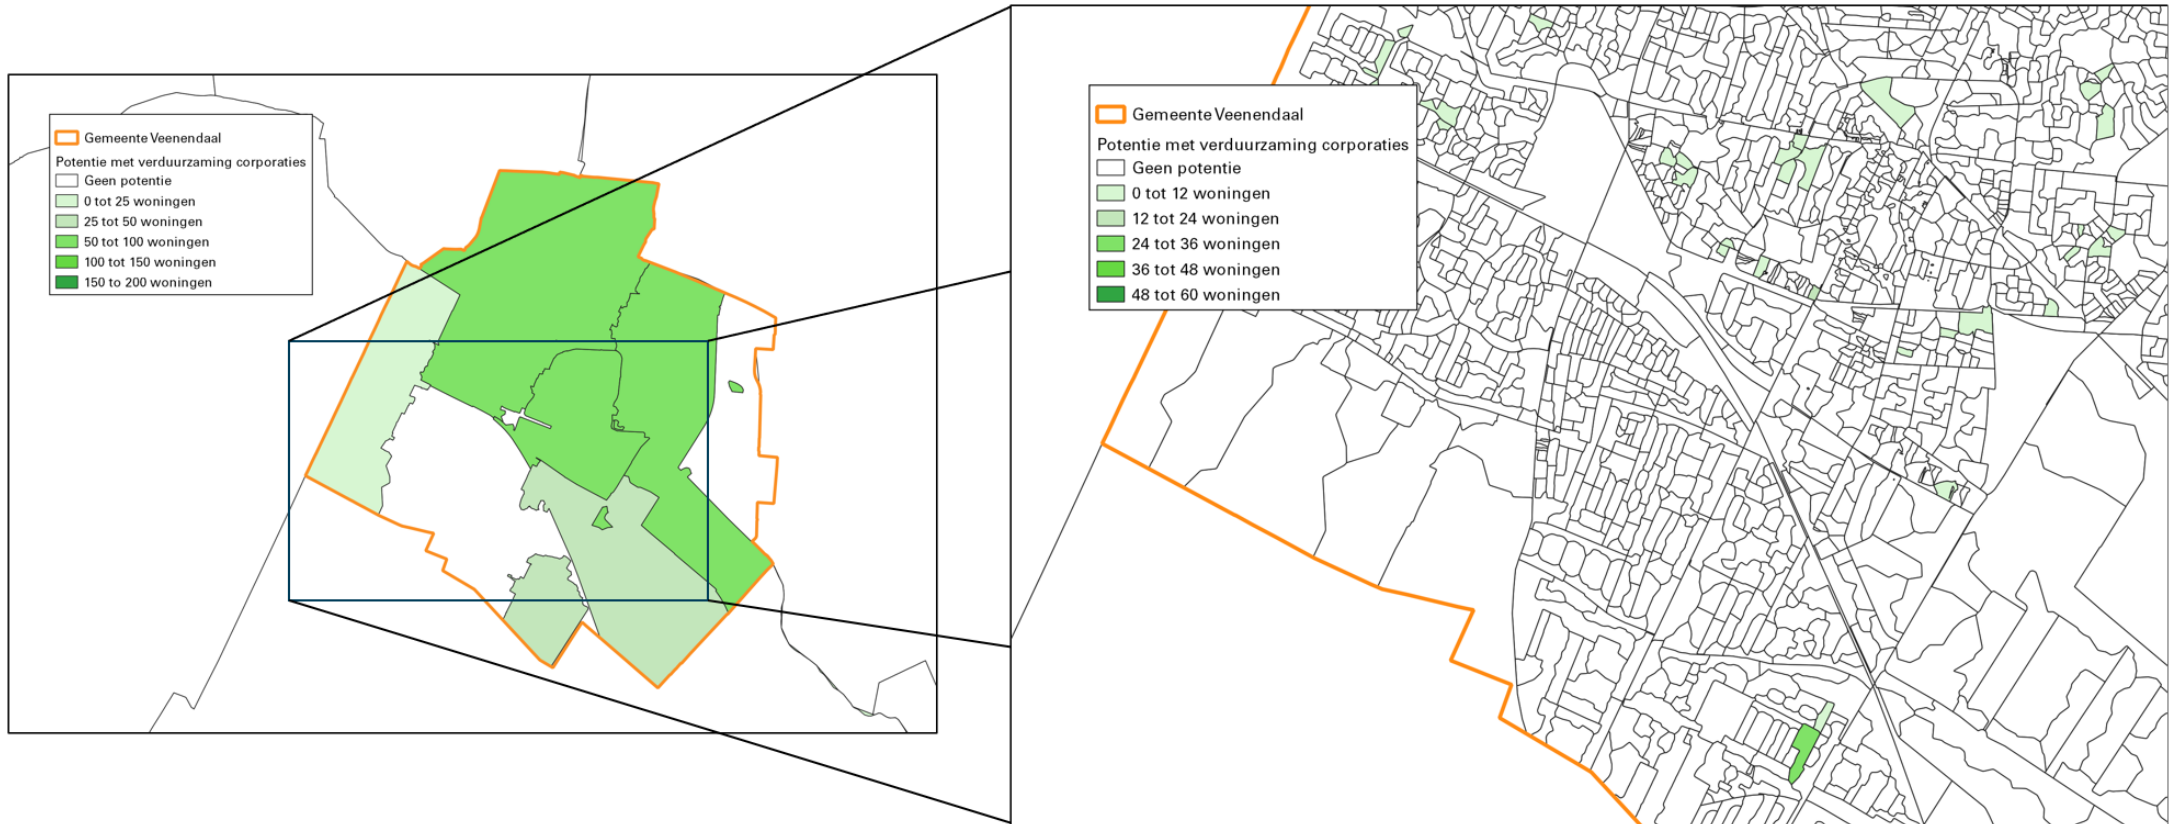 Gemeente Veenendaal
Potentie met verduurzaming corporaties
Geen potentie
0 tot 25 woningen
25 tot 50 woningen
50 tot 100 woningen
100 tot 150 woningen
150 to 200 woningen
Gemeente Veenendaal
Potentie met verduurzaming corporaties
Geen potentie
0 tot 12 woningen
12 tot 24 woningen
24 tot 36 woningen
36 tot 48 woningen
48 tot 60 woningen